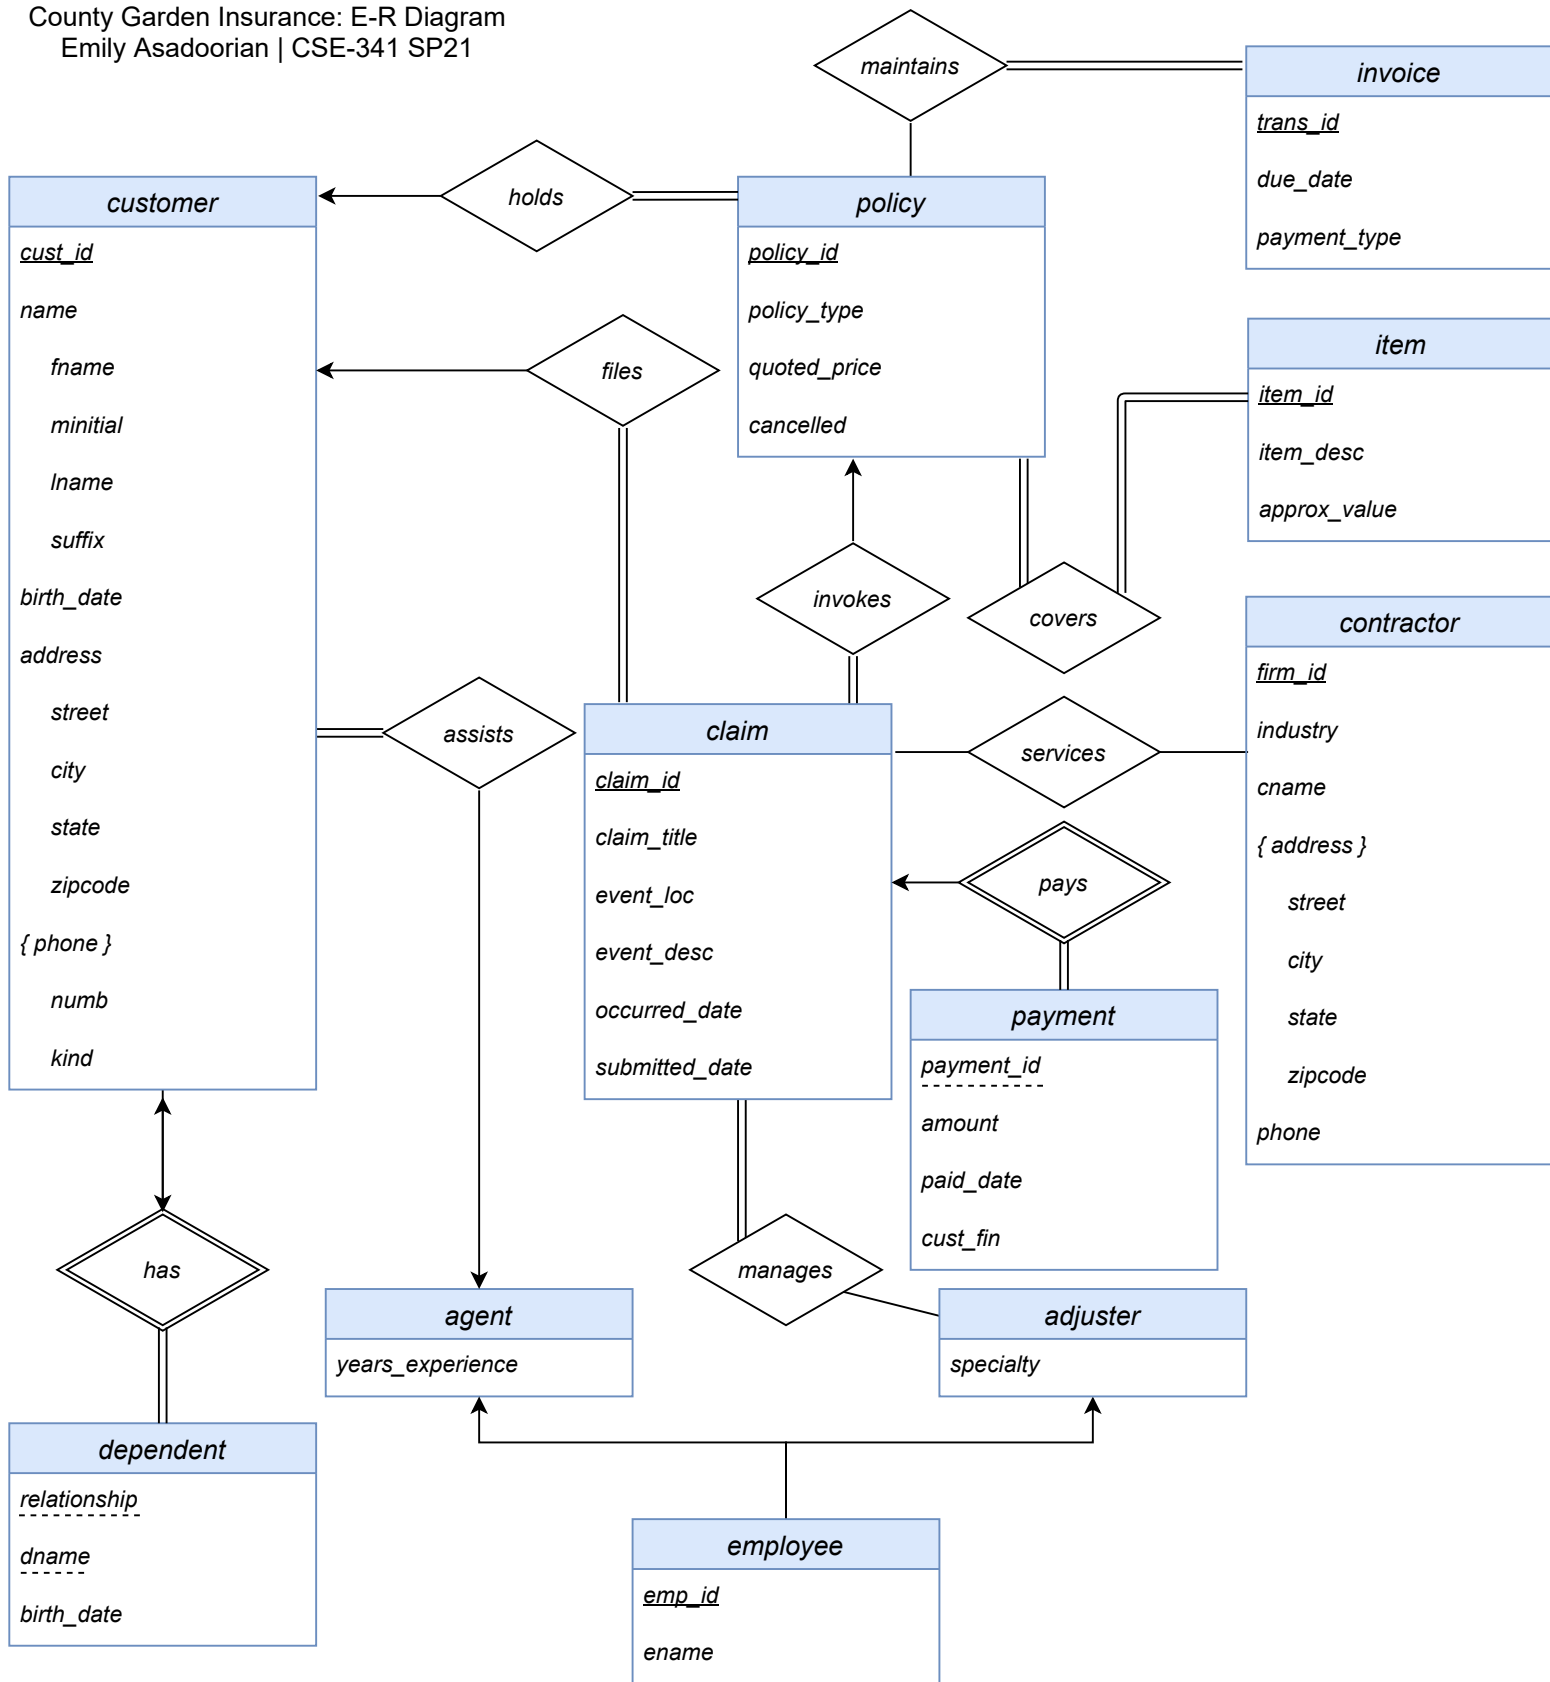 County Garden Insurance: E-R Diagram
Emily Asadoorian | CSE-341 SP21
maintains
invoice
trans_id
due_date
payment_type
holds
customer
cust_id
name
fname
minitial
lname
suffix
birth_date
address
street
city
state
zipcode
{ phone }
numb
kind
policy
policy_id
policy_type
quoted_price
cancelled
files
item
item_id
item_desc
approx_value
invokes
covers
contractor
firm_id
industry
cname
{ address }
street
city
state
zipcode
phone
assists
claim
claim_id
claim_title
event_loc
event_desc
occurred_date
submitted_date
services
pays
payment
payment_id
amount
paid_date
cust_fin
has
manages
agent
years_experience
adjuster
specialty
dependent
relationship
dname
birth_date
employee
emp_id
ename